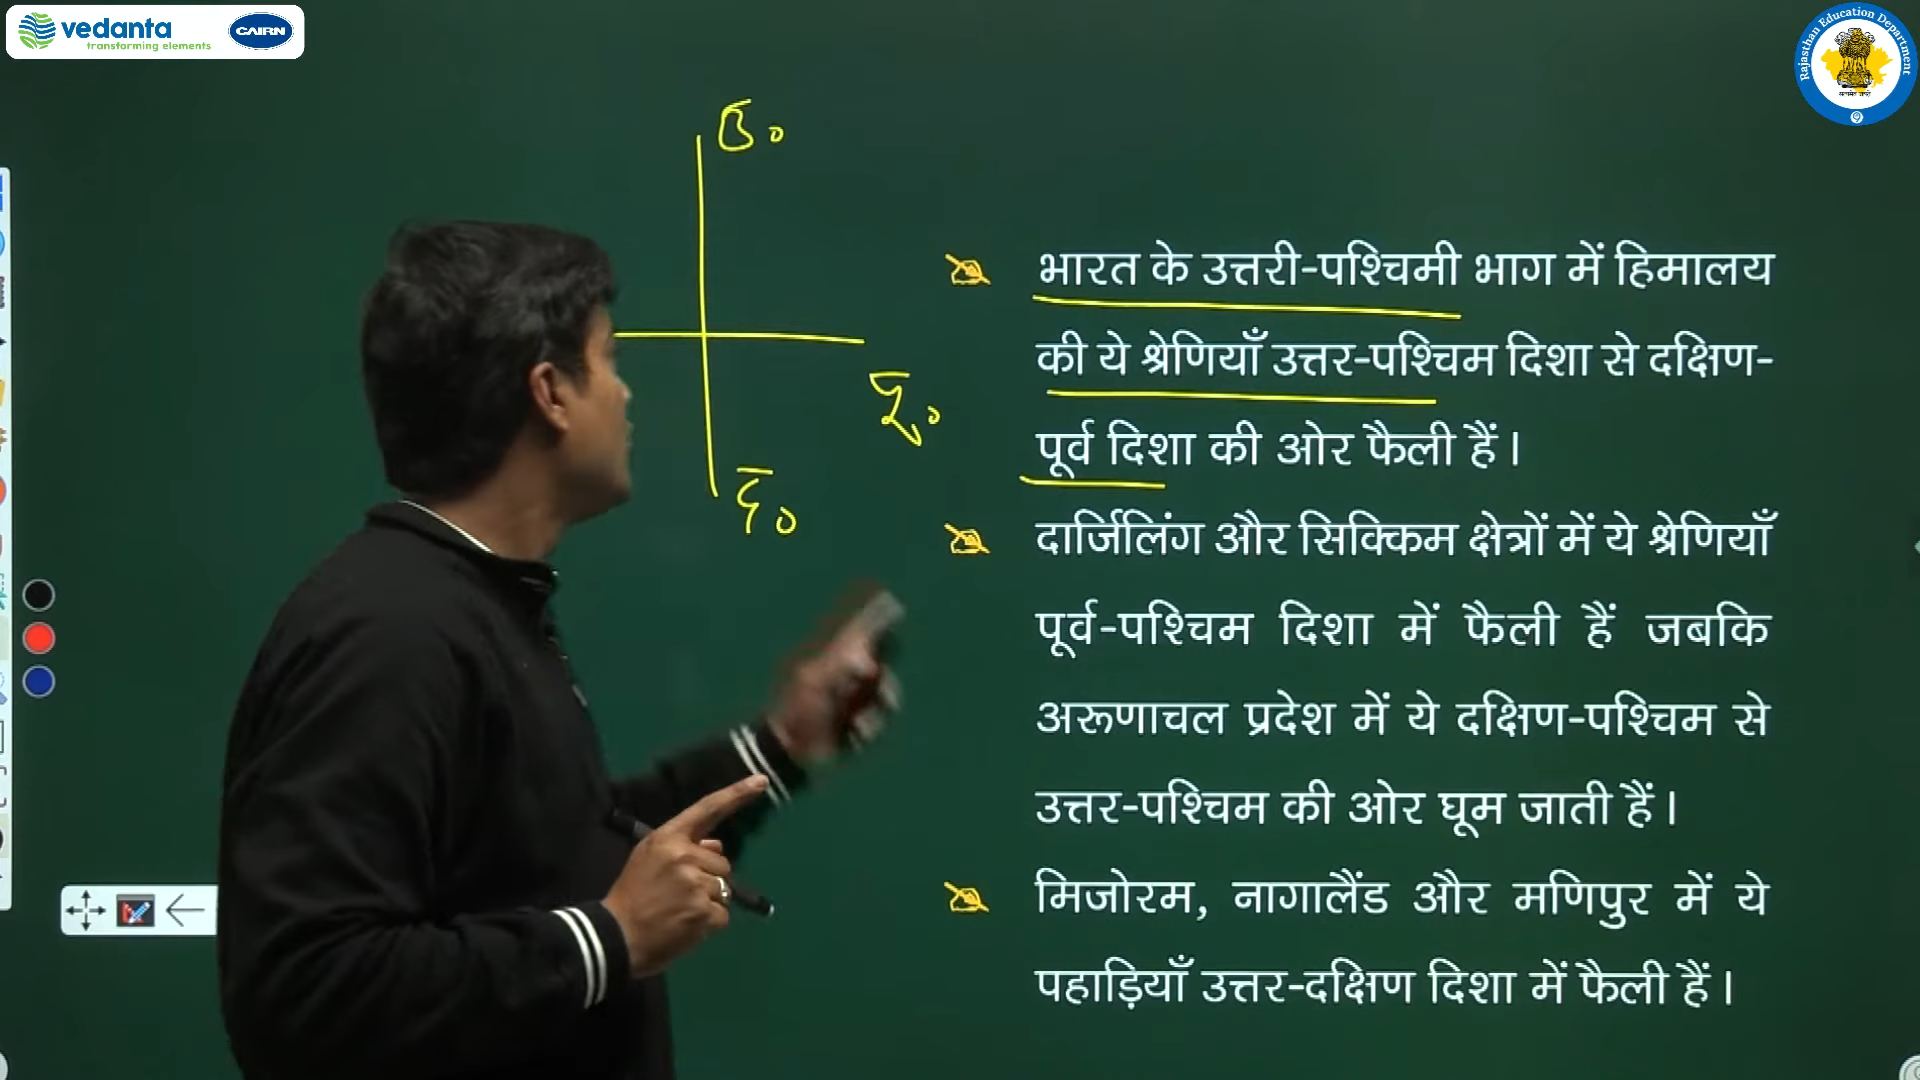 vedanta
transforming elements
CAIRN
Rajasthan Education Department
उ०
पू०
द०
भारत के उत्तरी-पश्चिमी भाग में हिमालय
की ये श्रेणियाँ उत्तर-पश्चिम दिशा से दक्षिण-
पूर्व दिशा की ओर फैली हैं।
दार्जिलिंग और सिक्किम क्षेत्रों में ये श्रेणियाँ
पूर्व-पश्चिम दिशा में फैली हैं जबकि
अरूणाचल प्रदेश में ये दक्षिण-पश्चिम से
उत्तर-पश्चिम की ओर घूम जाती हैं।
मिजोरम, नागालैंड और मणिपुर में ये
पहाड़ियाँ उत्तर-दक्षिण दिशा में फैली हैं।